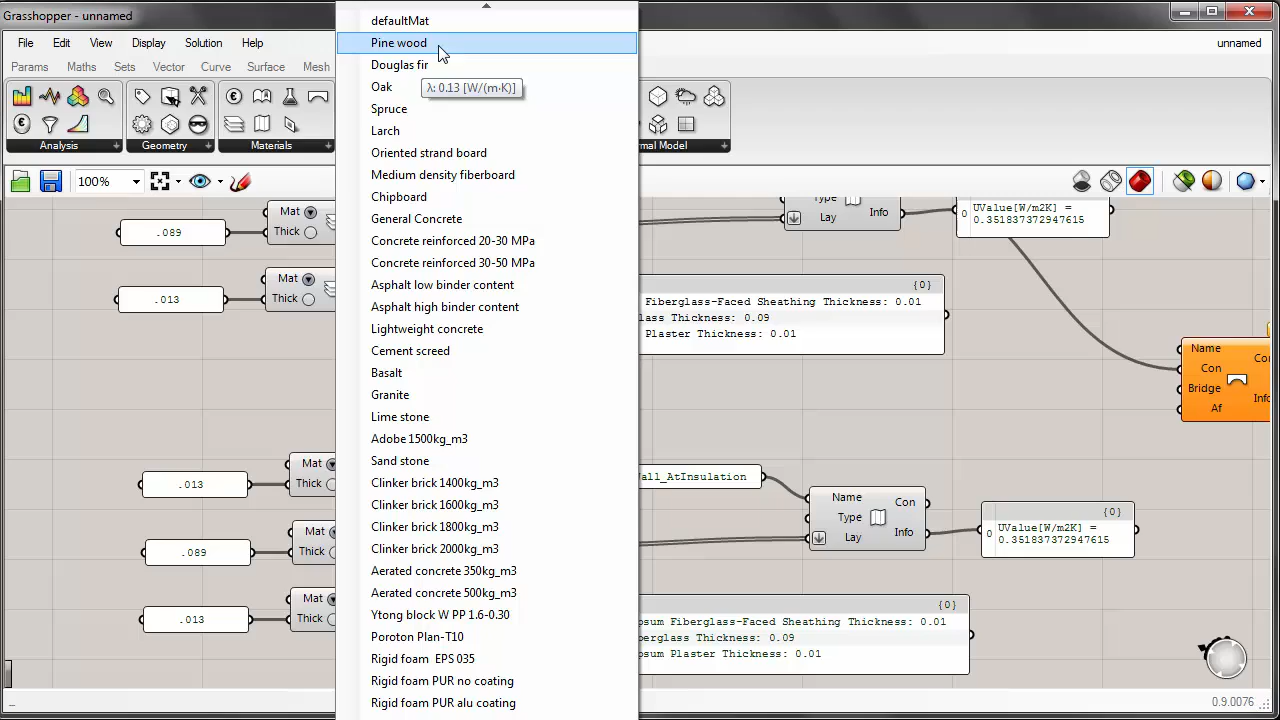 Grasshopper - unnamed
File Edit View Display Solution Help
unnamed
Params Maths Sets Vector Curve Surface Mesh
Analysis
Geometry
Materials
rmal Model
100%
defaultMat
Pine wood
Douglas fir
Oak
λ: 0.13 [W/(m·K)]
Spruce
Larch
Oriented strand board
Medium density fiberboard
Chipboard
General Concrete
Concrete reinforced 20-30 MPa
Concrete reinforced 30-50 MPa
Asphalt low binder content
Asphalt high binder content
Lightweight concrete
Cement screed
Basalt
Granite
Lime stone
Adobe 1500kg_m3
Sand stone
Clinker brick 1400kg_m3
Clinker brick 1600kg_m3
Clinker brick 1800kg_m3
Clinker brick 2000kg_m3
Aerated concrete 350kg_m3
Aerated concrete 500kg_m3
Ytong block W PP 1.6-0.30
Poroton Plan-T10
Rigid foam  EPS 035
Rigid foam PUR no coating
Rigid foam PUR alu coating
.089
Mat
Thick
.013
Mat
Thick
.013
Mat
Thick
.089
Mat
Thick
.013
Mat
Thick
Type
Lay
Info
0
UValue[W/m2K] =
0.351837372947615
{0}
Fiberglass-Faced Sheathing Thickness: 0.01
lass Thickness: 0.09
Plaster Thickness: 0.01
Name
Con
Bridge
Af
Co
Info
all_AtInsulation
Name
Type
Lay
Con
Info
{0}
0
UValue[W/m2K] =
0.351837372947615
{0}
psum Fiberglass-Faced Sheathing Thickness: 0.01
berglass Thickness: 0.09
psum Plaster Thickness: 0.01
0.9.0076